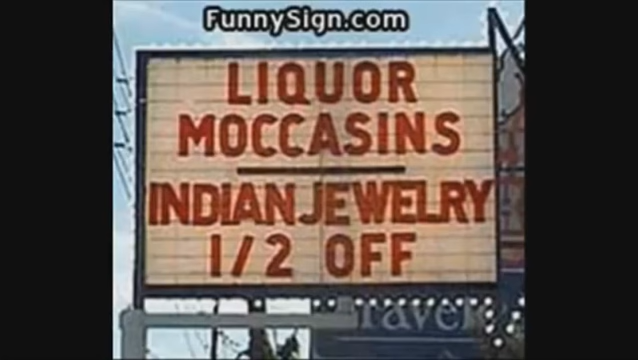 FunnySign.com
LIQUOR
MOCCASINS
INDIAN JEWELRY
1/2 OFF